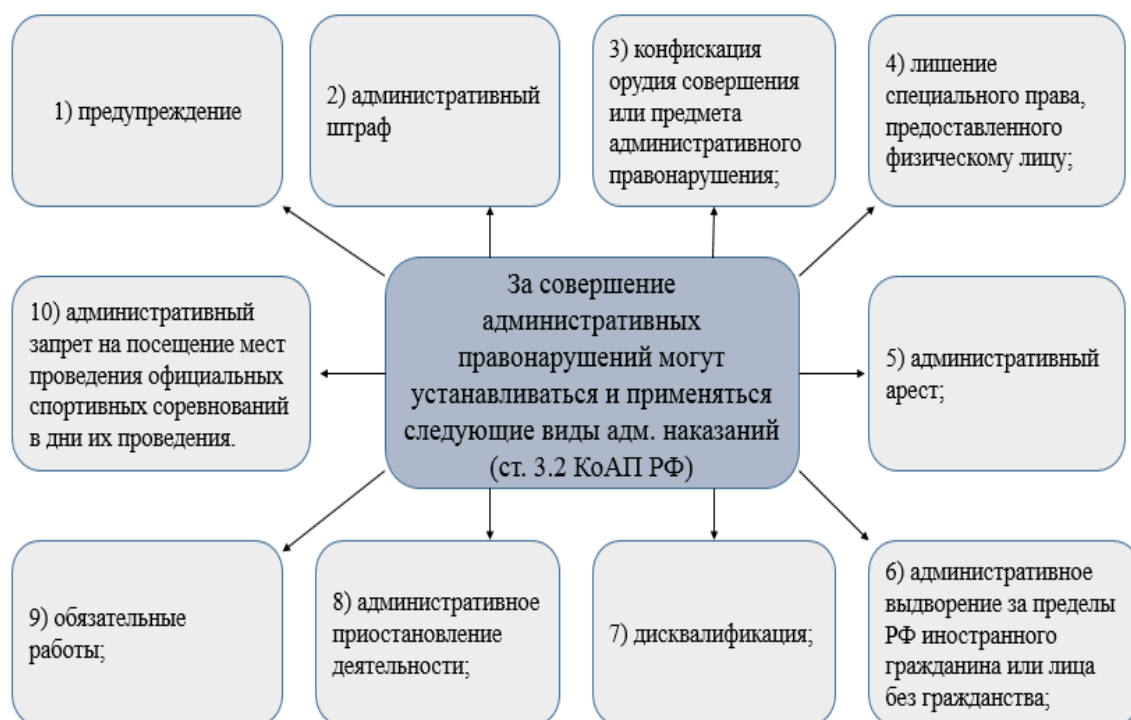 1) предупреждение
2) административный
штраф
3) конфискация
орудия совершения
или предмета
административного
правонарушения;
4) лишение
специального права,
предоставленного
физическому лицу;
За совершение
административных
правонарушений могут
устанавливаться и применяться
следующие виды адм. наказаний
(ст. 3.2 КоАП РФ)
5) административный
арест;
6) административное
выдворение за пределы
РФ иностранного
гражданина или лица
без гражданства;
7) дисквалификация;
8) административное
приостановление
деятельности;
9) обязательные
работы;
10) административный
запрет на посещение мест
проведения официальных
спортивных соревнований
в дни их проведения.